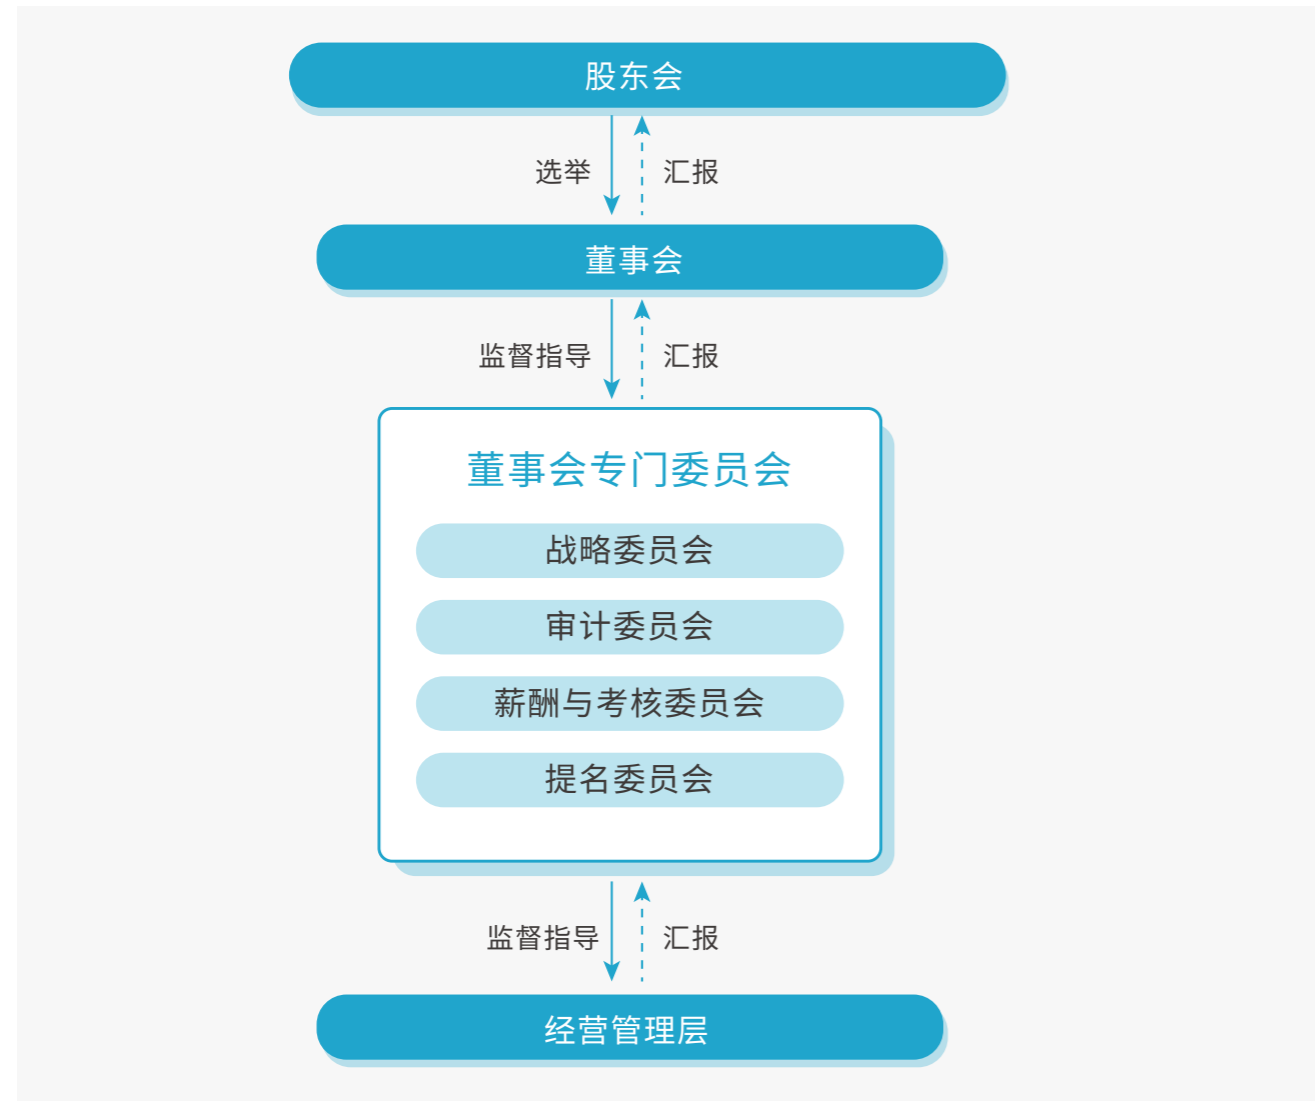 股东会
选举 汇报
董事会
监督指导 汇报
董事会专门委员会
战略委员会
审计委员会
薪酬与考核委员会
提名委员会
监督指导 汇报
经营管理层